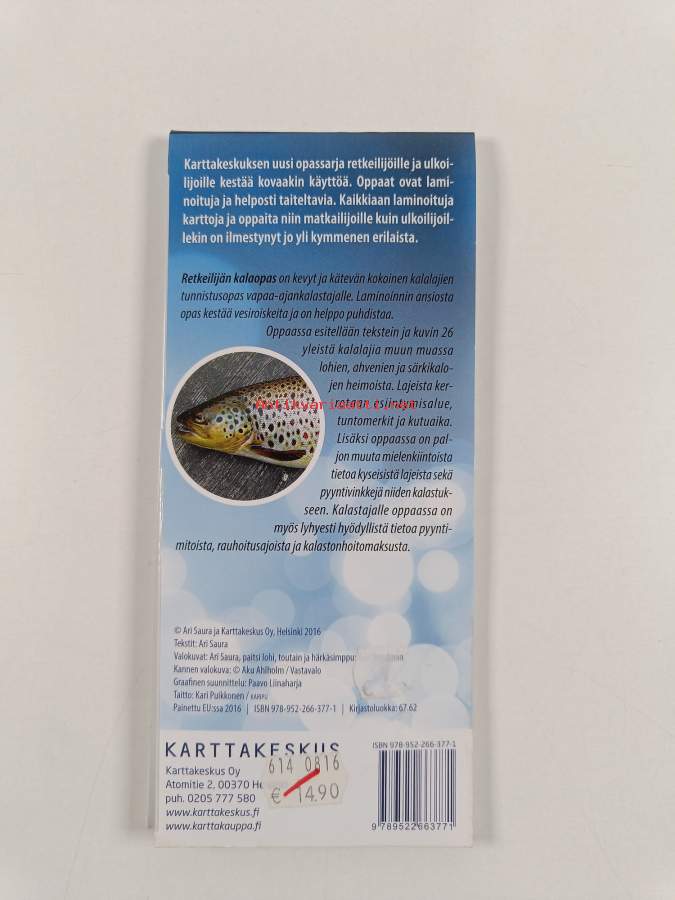 Karttakeskuksen uusi opassarja retkeilijöille ja ulkoi-
lijoille kestää kovaakin käyttöä. Oppaat ovat lami-
noituja ja helposti taiteltavia. Kaikkiaan laminoituja
karttoja ja oppaita niin matkailijoille kuin ulkoilijoil-
lekin on ilmestynyt jo yli kymmenen erilaista.
Retkeilijän kalaopas on kevyt ja kätevän kokoinen kalalajien
tunnistusopas vapaa-ajankalastajalle. Laminoinnin ansiosta
opas kestää vesiroiskeita ja on helppo puhdistaa.
Oppaassa esitellään tekstein ja kuvin 26
yleistä kalalajia muun muassa
lohien, ahvenien ja särkikalo-
jen heimoista. Lajeista ker-
rotaan esiintymisalue,
Antikvariaatti.net
tuntomerkit ja kutuaika.
Lisäksi oppaassa on pal-
jon muuta mielenkiintoista
tietoa kyseisistä lajeista sekä
pyyntivinkkejä niiden kalastuk-
seen. Kalastajalle oppaassa on
myös lyhyesti hyödyllistä tietoa pyynti-
mitoista, rauhoitusajoista ja kalastonhoitomaksusta.
© Ari Saura ja Karttakeskus Oy, Helsinki 2016
Tekstit: Ari Saura
Valokuvat: Ari Saura, paitsi lohi, toutain ja härkäsimppu:
Kannen valokuva: © Aku Ahlholm / Vastavalo
Graafinen suunnittelu: Paavo Liinaharja
Taitto: Kari Puikkonen / KARIPU
Painettu EU:ssa 2016 | ISBN 978-952-266-377-1 | Kirjastoluokka: 67.62
KARTTAKESKUS
Karttakeskus Oy
Atomitie 2, 00370
puh. 0205 777 580
www.karttakeskus.fi
www.karttakauppa.fi
614 0816
€ 14.90
ISBN 978-952-266-377-1
9 789522 663771